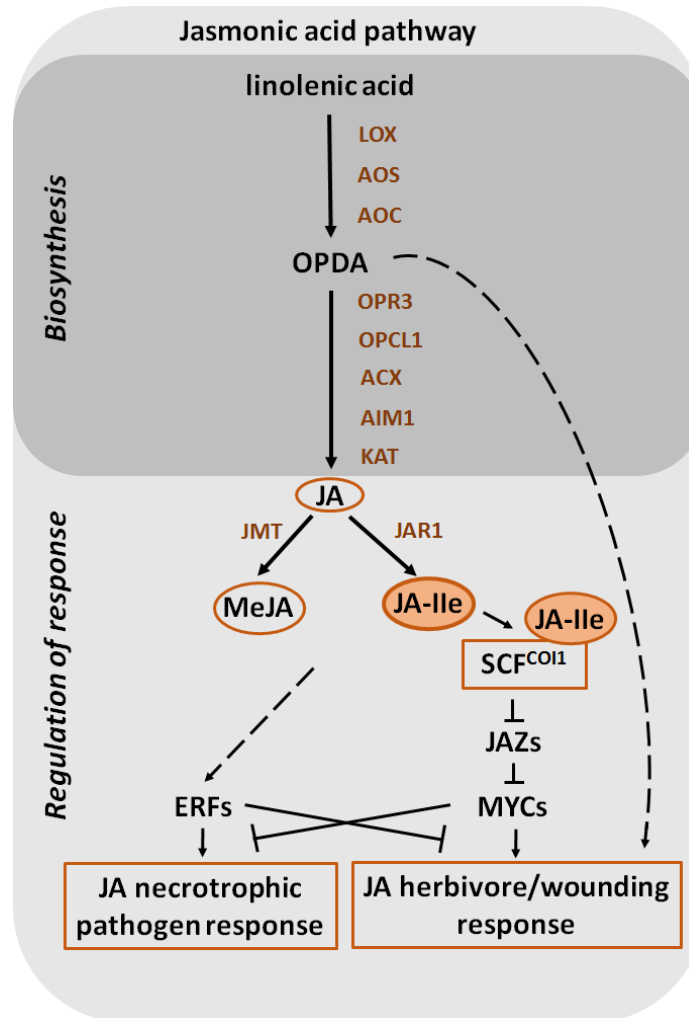 Jasmonic acid pathway
linolenic acid
LOX
AOS
AOC
Biosynthesis
OPDA
OPR3
OPCL1
ACX
AIM1
KAT
JA
JMT
JAR1
MeJA
JA-Ile
JA-Ile
SCFCOI1
Regulation of response
JAZs
ERFs
MYCs
JA necrotrophic
pathogen response
JA herbivore/wounding
response